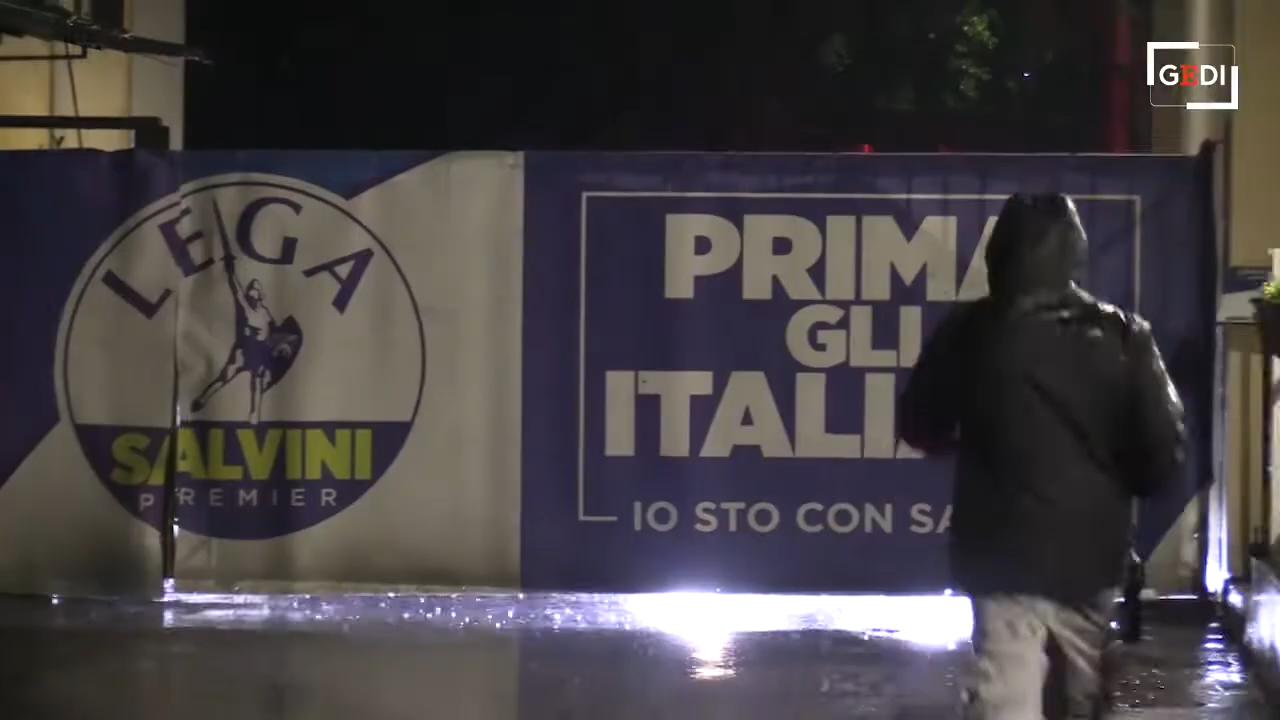 GEDI
LEGA
SALVINI
PREMIER
PRIMA
GLI
ITALI
IO STO CON SA